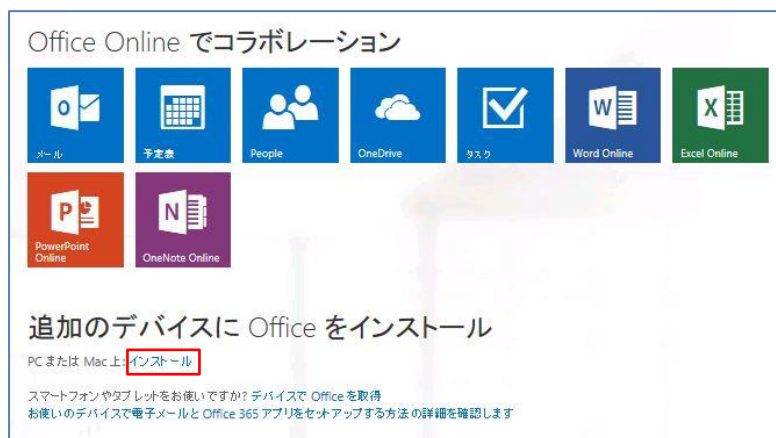 Office Online でコラボレーション
メール
予定表
People
OneDrive
タスク
Word Online
Excel Online
PowerPoint
Online
OneNote Online
追加のデバイスに Office をインストール
PC または Mac 上: インストール
スマートフォンやタブレットをお使いですか? デバイスで Office を取得
お使いのデバイスで電子メールと Office 365 アプリをセットアップする方法の詳細を確認します